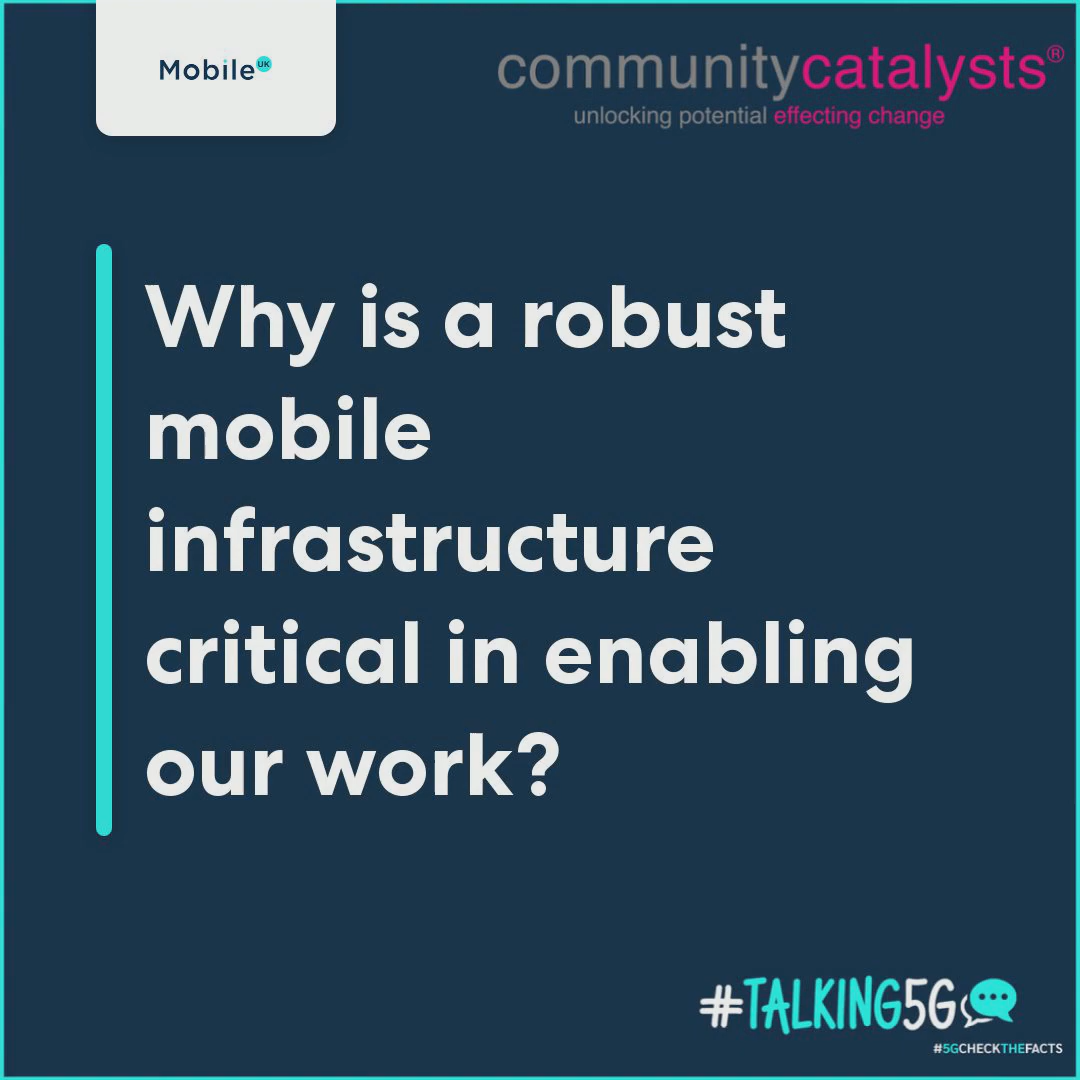 Mobile UK
communitycatalysts®
unlocking potential effecting change
Why is a robust
mobile
infrastructure
critical in enabling
our work?
#TALKING5G
#5GCHECKTHEFACTS